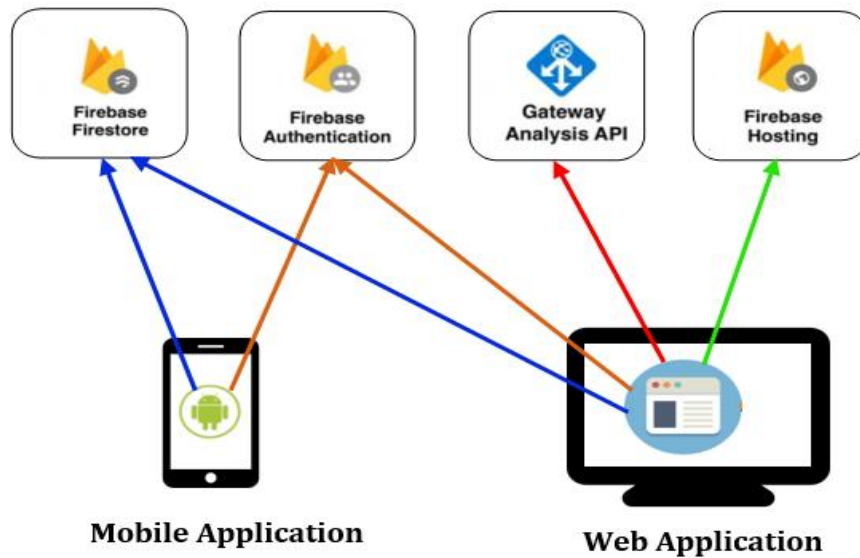 Firebase
Firestore
Firebase
Authentication
Gateway
Analysis API
Firebase
Hosting
Mobile Application
Web Application